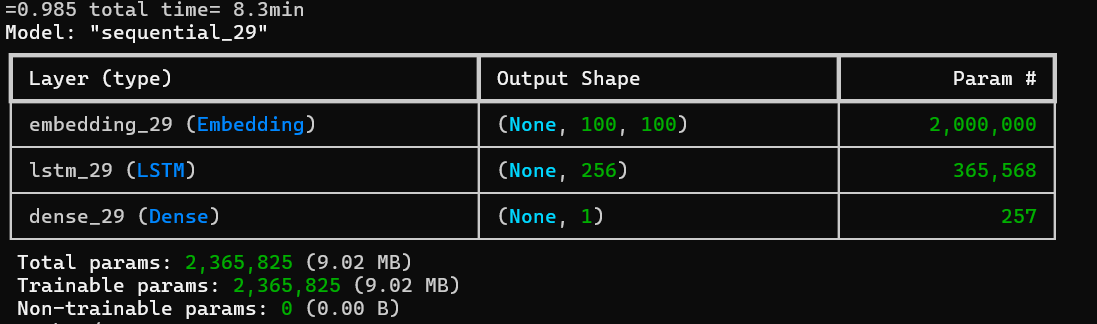 =0.985 total time= 8.3min
Model: "sequential_29"
Layer (type) Output Shape Param #
embedding_29 (Embedding) (None, 100, 100) 2,000,000
lstm_29 (LSTM) (None, 256) 365,568
dense_29 (Dense) (None, 1) 257
Total params: 2,365,825 (9.02 MB)
Trainable params: 2,365,825 (9.02 MB)
Non-trainable params: 0 (0.00 B)